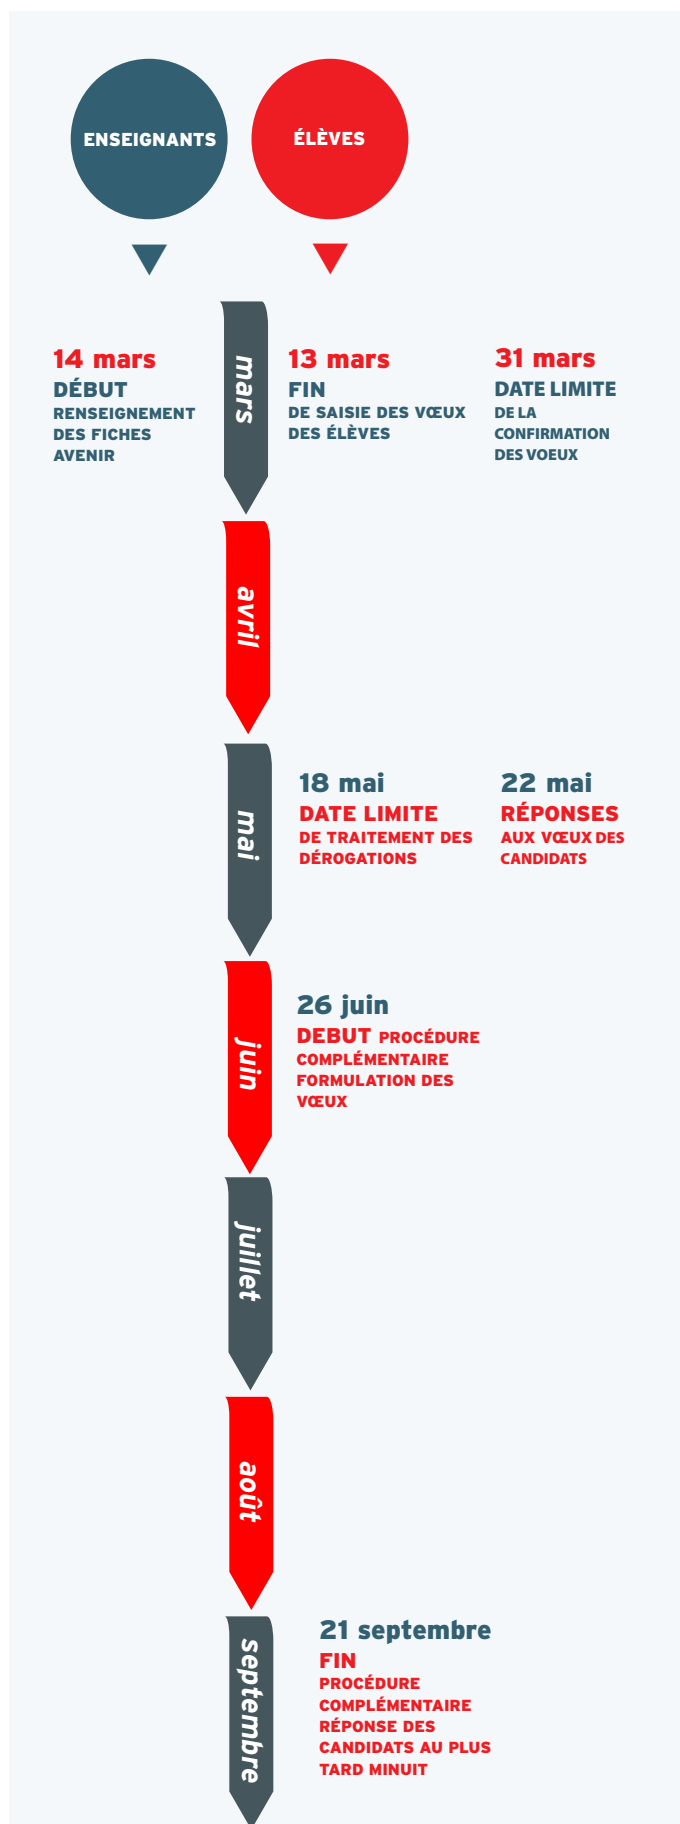 ENSEIGNANTS
ÉLÈVES
mars
14 mars
DÉBUT
RENSEIGNEMENT
DES FICHES
AVENIR
13 mars
FIN
DE SAISIE DES VŒUX
DES ÉLÈVES
31 mars
DATE LIMITE
DE LA
CONFIRMATION
DES VOEUX
avril
mai
18 mai
DATE LIMITE
DE TRAITEMENT DES
DÉROGATIONS
22 mai
RÉPONSES
AUX VŒUX DES
CANDIDATS
juin
26 juin
DEBUT PROCÉDURE
COMPLÉMENTAIRE
FORMULATION DES
VŒUX
juillet
août
septembre
21 septembre
FIN
PROCÉDURE
COMPLÉMENTAIRE
RÉPONSE DES
CANDIDATS AU PLUS
TARD MINUIT